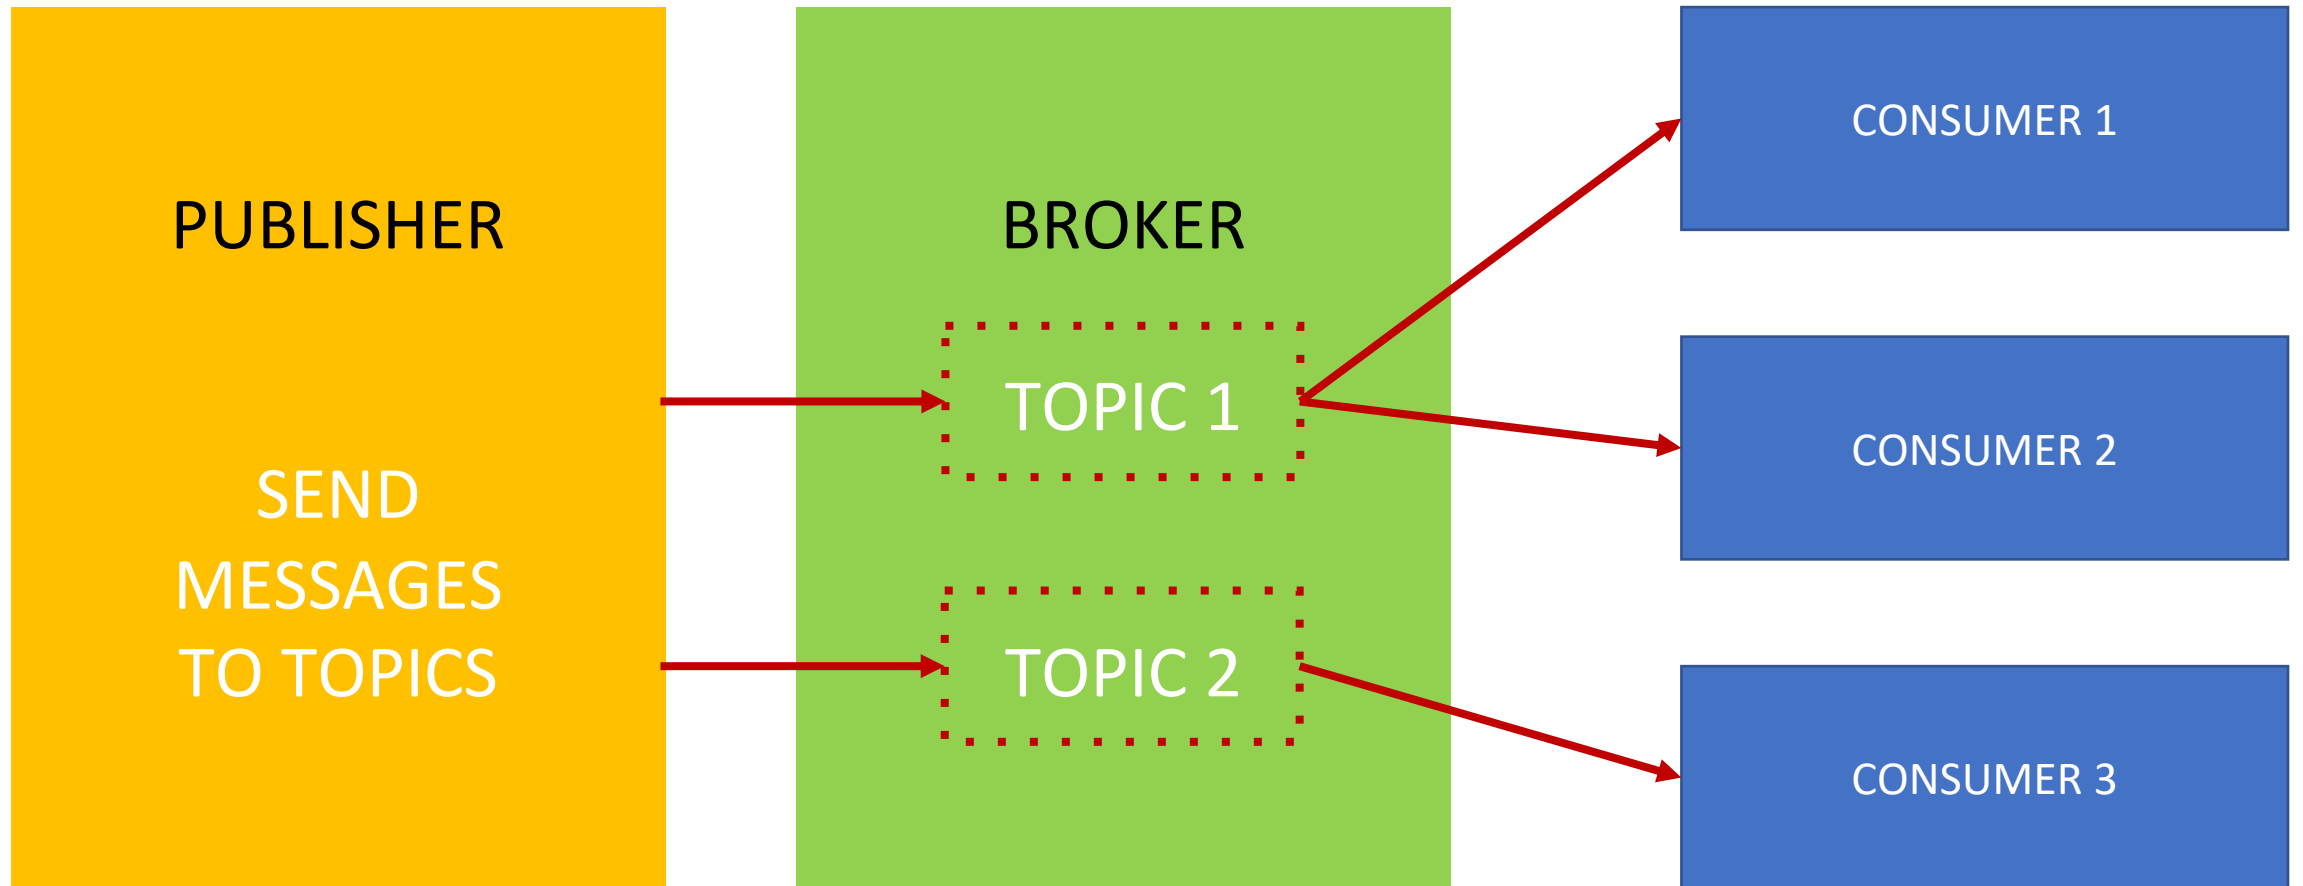 PUBLISHER
SEND
MESSAGES
TO TOPICS
BROKER
TOPIC 1
TOPIC 2
CONSUMER 1
CONSUMER 2
CONSUMER 3